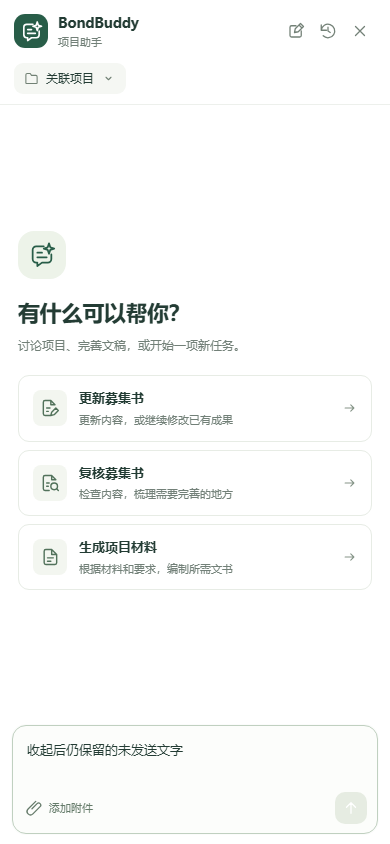 BondBuddy
项目助手
关联项目
有什么可以帮你？
讨论项目、完善文稿，或开始一项新任务。
更新募集书
更新内容，或继续修改已有成果
复核募集书
检查内容，梳理需要完善的地方
生成项目材料
根据材料和要求，编制所需文书
收起后仍保留的未发送文字
添加附件